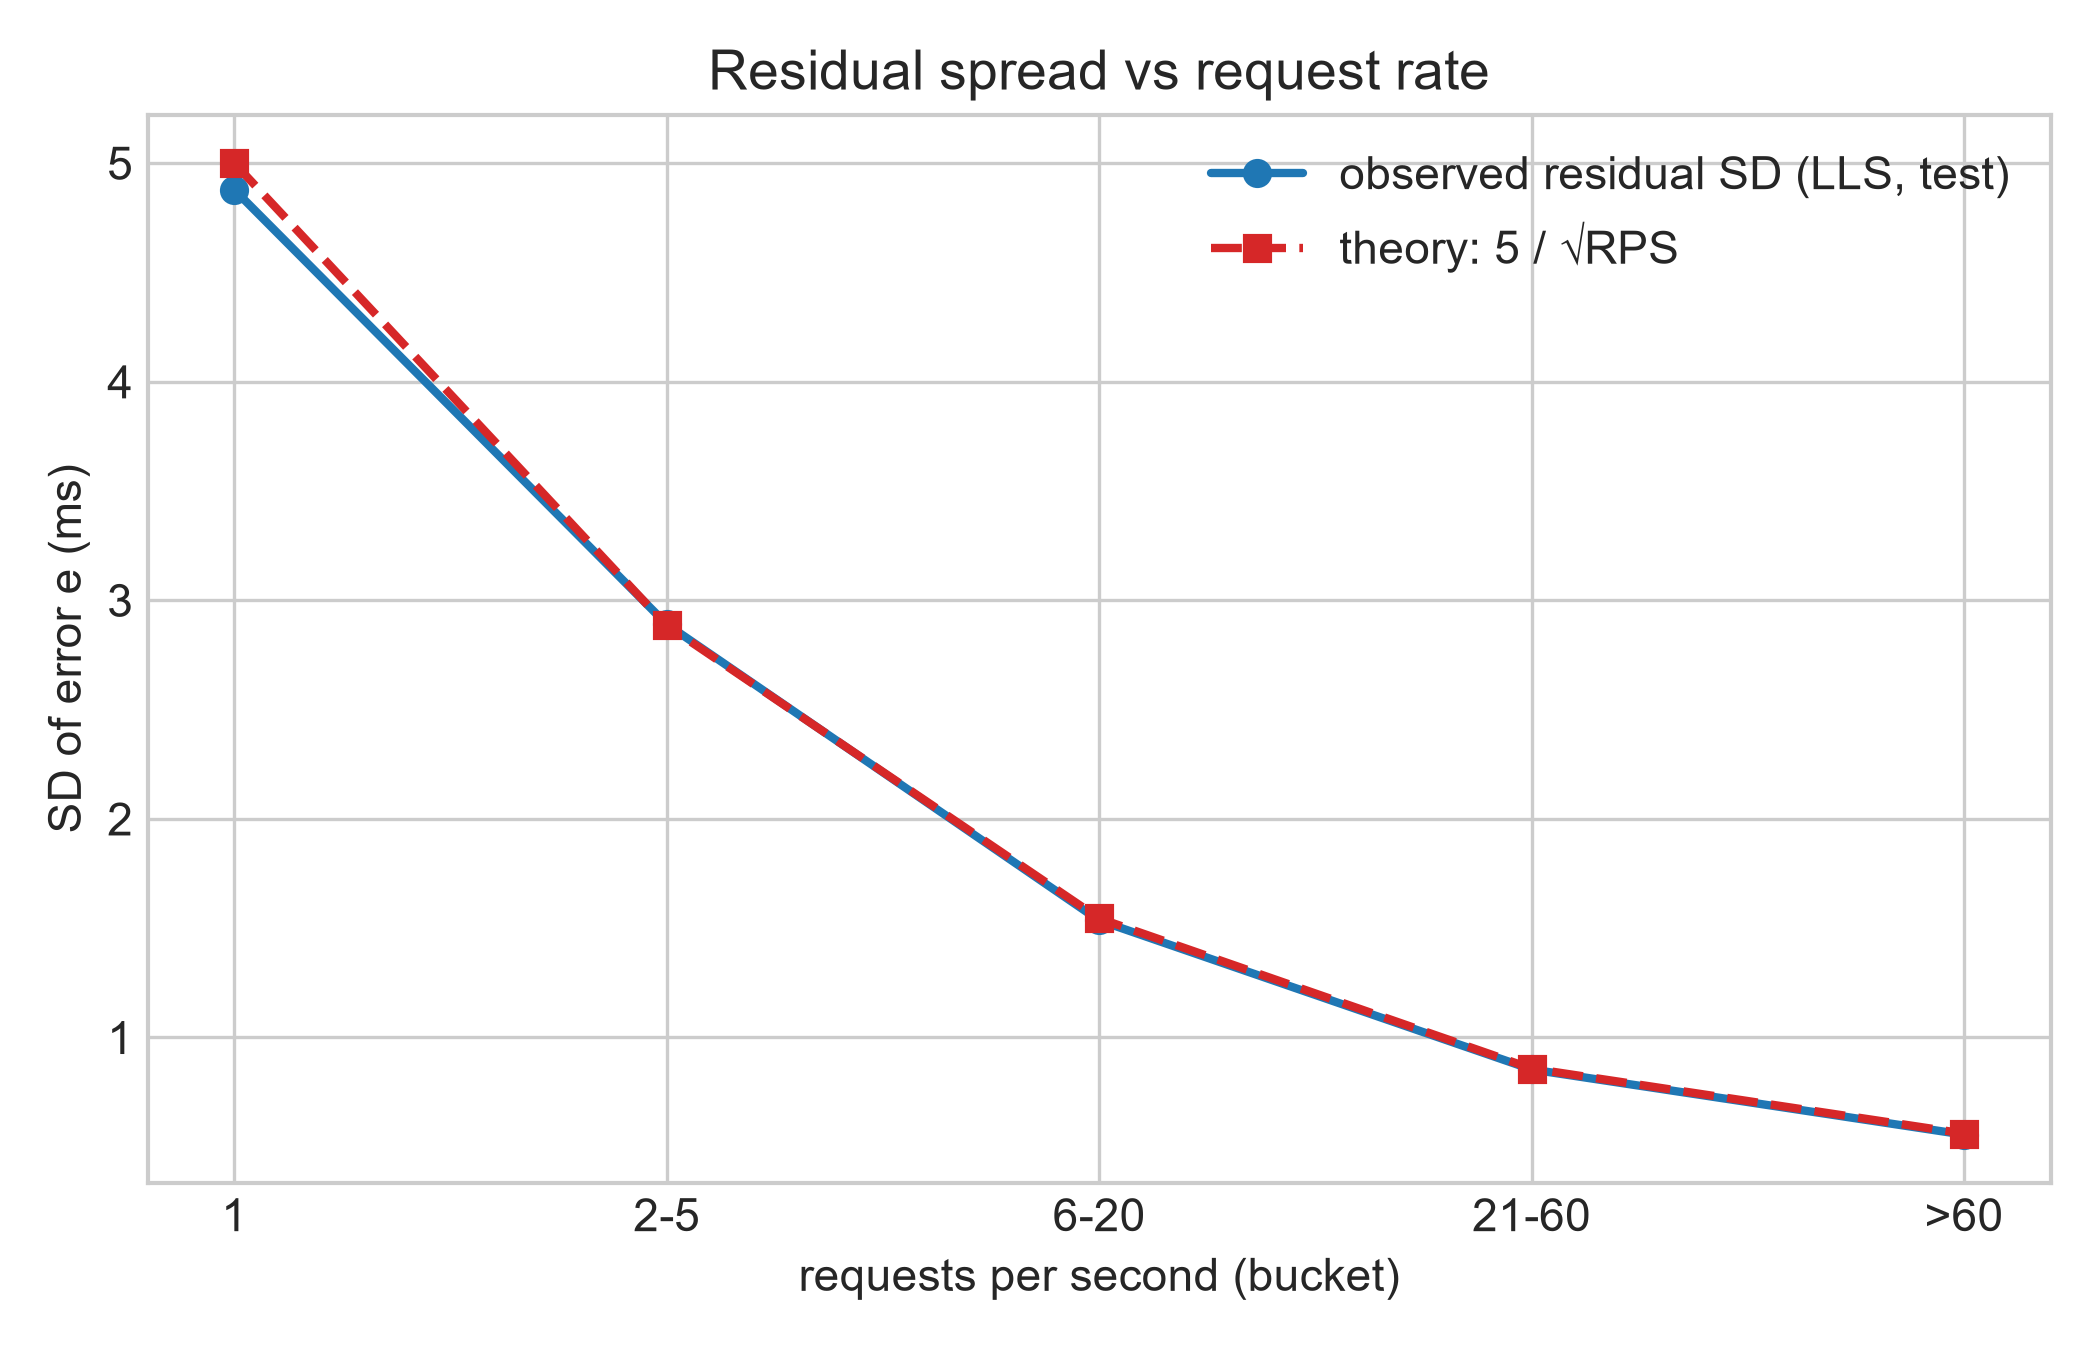 Residual spread vs request rate
observed residual SD (LLS, test)
theory: 5 / √RPS
SD of error e (ms)
5
4
3
2
1
1
2-5
6-20
21-60
>60
requests per second (bucket)